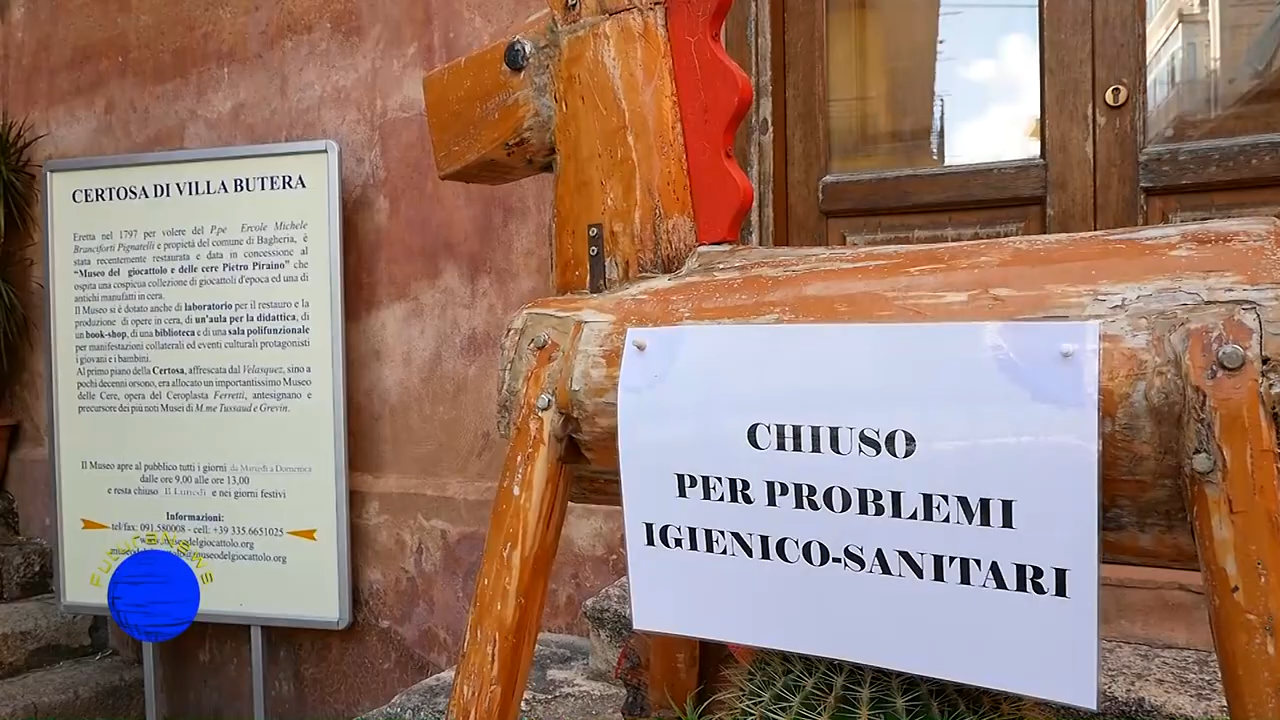 CERTOSA DI VILLA BUTERA
Eretta nel 1797 per volere del P.pe Ercole Michele
Branciforti Pignatelli e propietà del comune di Bagheria, è
stata recentemente restaurata e data in concessione al
“Museo del giocattolo e delle cere Pietro Piraino” che
ospita una cospicua collezione di giocattoli d'epoca ed una di
antichi manufatti in cera.
Il Museo si è dotato anche di laboratorio per il restauro e la
produzione di opere in cera, di un'aula per la didattica, di
un book-shop, di una biblioteca e di una sala polifunzionale
per manifestazioni collaterali ed eventi culturali protagonisti
i giovani e i bambini.
Al primo piano della Certosa, affrescata dal Velasquez, sino a
pochi decenni orsono, era allocato un importantissimo Museo
delle Cere, opera del Ceroplasta Ferretti, antesignano e
precursore dei più noti Musei di M.me Tussaud e Grevin.
Il Museo apre al pubblico tutti i giorni da Martedì a Domenica
dalle ore 9,00 alle ore 13,00
e resta chiuso Il Lunedì e nei giorni festivi
Informazioni:
tel/fax: 091.580008 - cell: +39 335.6651025
FUTURANEWS
CHIUSO
PER PROBLEMI
IGIENICO-SANITARI